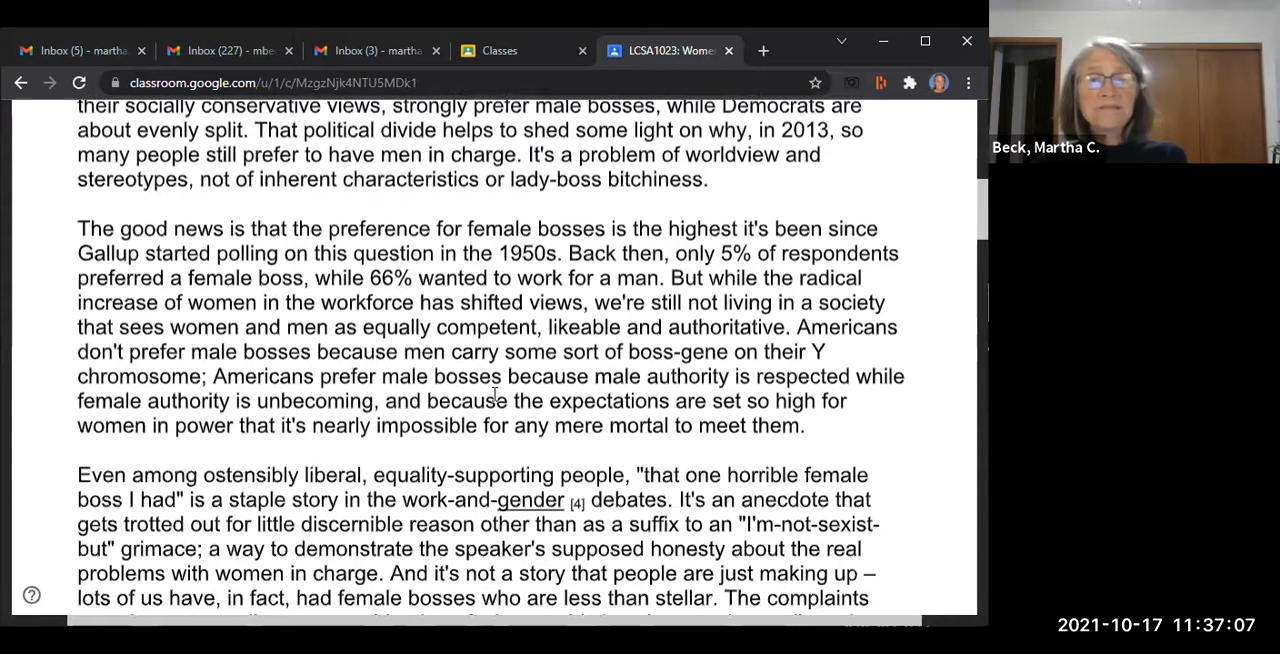 Inbox (5) - martha.
Inbox (227) - mbe
Inbox (3) - martha
Classes
LCSA1023: Wome
classroom.google.com/u/1/c/MzgzNjk4NTU5MDk1
their socially conservative views, strongly prefer male bosses, while Democrats are
about evenly split. That political divide helps to shed some light on why, in 2013, so
many people still prefer to have men in charge. It's a problem of worldview and
stereotypes, not of inherent characteristics or lady-boss bitchiness.
The good news is that the preference for female bosses is the highest it's been since
Gallup started polling on this question in the 1950s. Back then, only 5% of respondents
preferred a female boss, while 66% wanted to work for a man. But while the radical
increase of women in the workforce has shifted views, we're still not living in a society
that sees women and men as equally competent, likeable and authoritative. Americans
don't prefer male bosses because men carry some sort of boss-gene on their Y
chromosome; Americans prefer male bosses because male authority is respected while
female authority is unbecoming, and because the expectations are set so high for
women in power that it's nearly impossible for any mere mortal to meet them.
Even among ostensibly liberal, equality-supporting people, "that one horrible female
boss I had" is a staple story in the work-and-gender [4] debates. It's an anecdote that
gets trotted out for little discernible reason other than as a suffix to an "I'm-not-sexist-
but" grimace; a way to demonstrate the speaker's supposed honesty about the real
problems with women in charge. And it's not a story that people are just making up –
lots of us have, in fact, had female bosses who are less than stellar. The complaints
Beck, Martha C.
2021-10-17 11:37:07